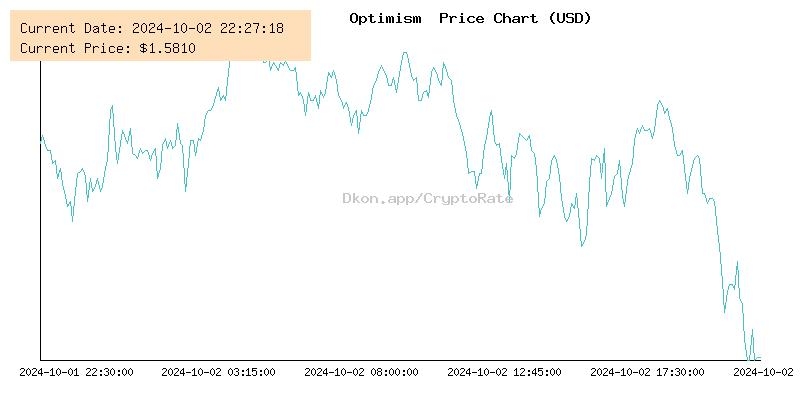 Optimism  Price Chart (USD)
Current Date: 2024-10-02 22:27:18
Current Price: $1.5810
Dkon.app/CryptoRate
2024-10-01 22:30:00 2024-10-02 03:15:00 2024-10-02 08:00:00 2024-10-02 12:45:00 2024-10-02 17:30:00 2024-10-02